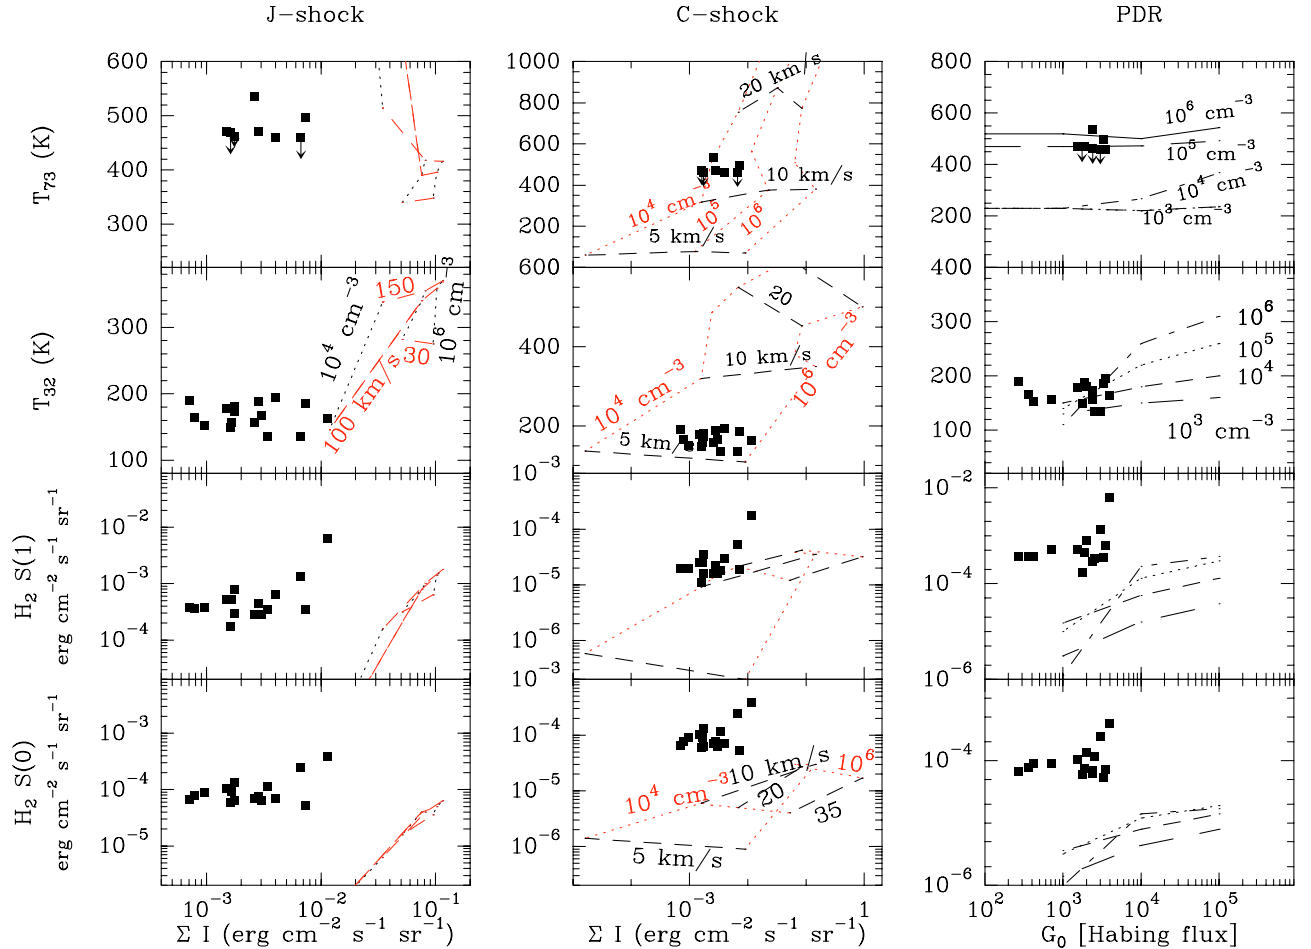 J-shock
C-shock
PDR
T73 (K)
600
500
400
300
1000
800
600
400
200
600
20 km/s
10 km/s
5 km/s
10^4 cm^-3
10^5
10^6
800
600
400
200
400
10^6 cm^-3
10^5 cm^-3
10^4 cm^-3
10^3 cm^-3
T32 (K)
300
200
100
10^4 cm^-3
150
30
10^6 cm^-3
100 km/s
400
200
10^-3
20
10 km/s
5 km/s
10^4 cm^-3
10^6 cm^-3
300
200
100
10^6
10^5
10^4
10^3 cm^-3
H2 S(1)
erg cm^-2 s^-1 sr^-1
10^-2
10^-3
10^-4
10^-4
10^-5
10^-6
10^-3
10^-2
10^-4
10^-6
H2 S(0)
erg cm^-2 s^-1 sr^-1
10^-3
10^-4
10^-5
10^-4
10^-5
10^-6
10^4 cm^-3
10 km/s
10^6
20
35
5 km/s
10^-4
10^-6
10^-3
10^-2
10^-1
Σ I (erg cm^-2 s^-1 sr^-1)
10^-3
1
Σ I (erg cm^-2 s^-1 sr^-1)
10^2
10^3
10^4
10^5
G0 [Habing flux]